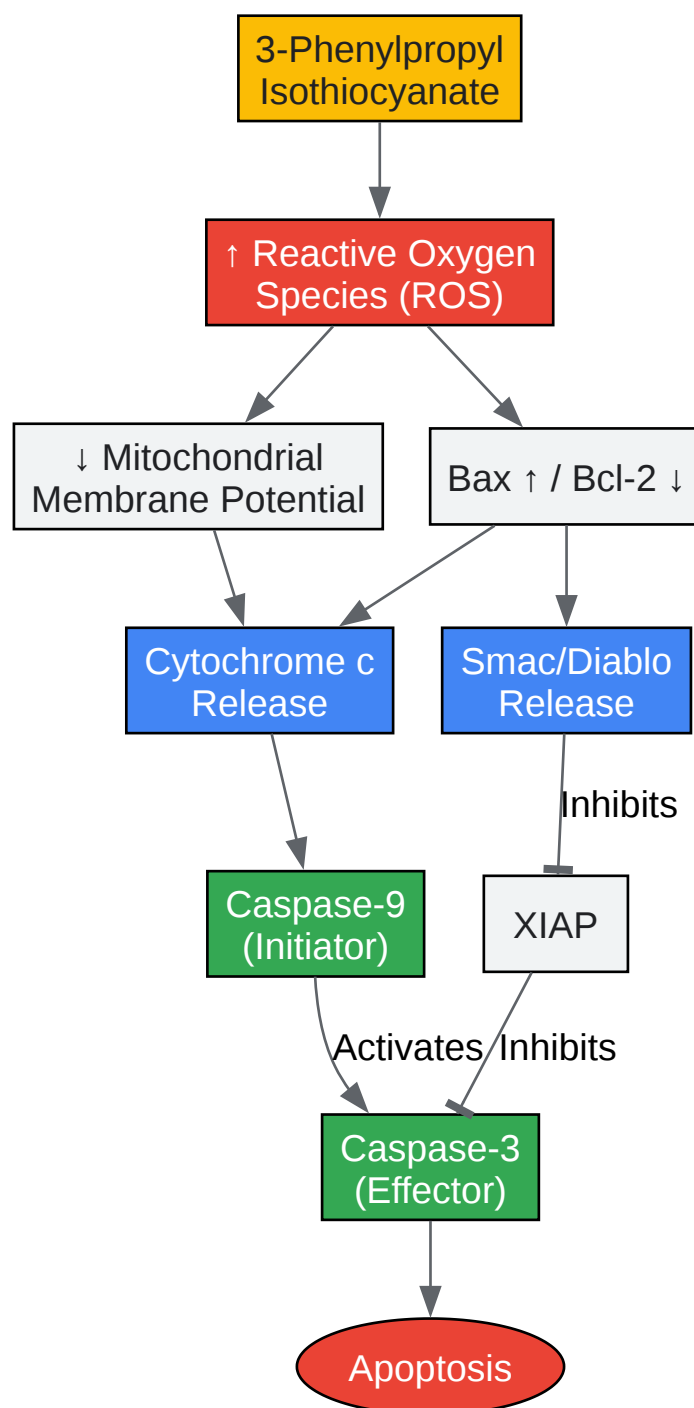 3-Phenylpropyl
Isothiocyanate
↑ Reactive Oxygen
Species (ROS)
↓ Mitochondrial
Membrane Potential
Bax ↑ / Bcl-2 ↓
Cytochrome c
Release
Smac/Diablo
Release
Inhibits
Caspase-9
(Initiator)
XIAP
Activates
Inhibits
Caspase-3
(Effector)
Apoptosis